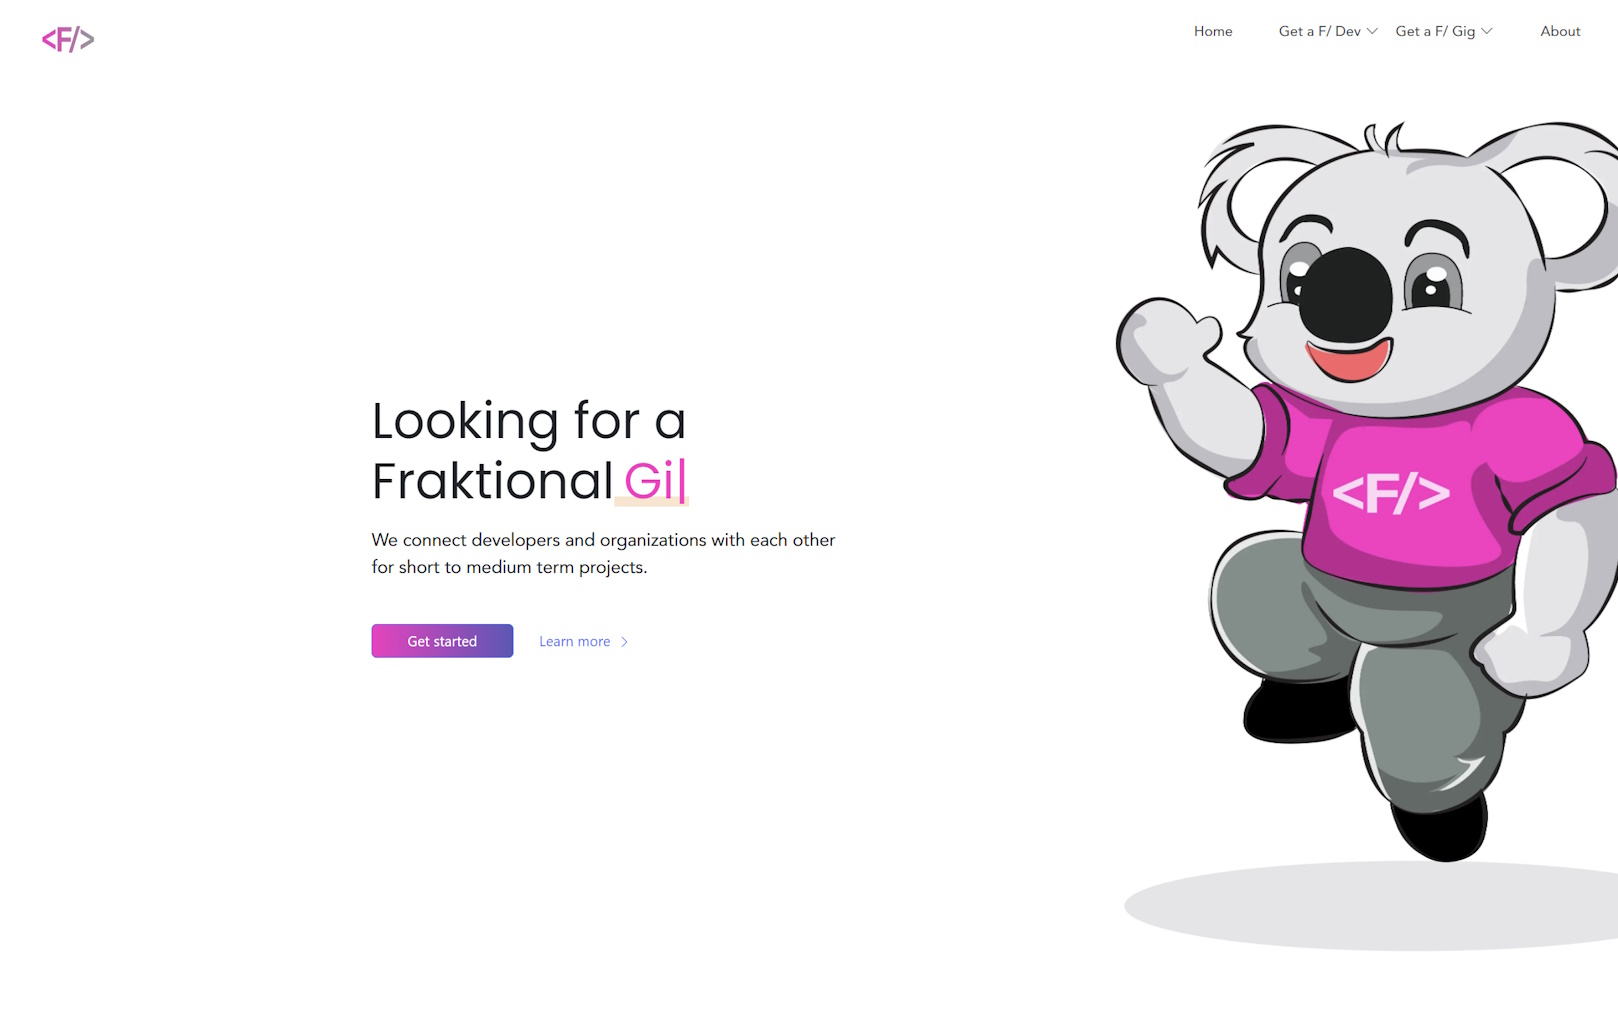 <F/>
Home Get a F/ Dev Get a F/ Gig About
Looking for a
Fraktional Gi|
We connect developers and organizations with each other
for short to medium term projects.
Get started Learn more
<F/>